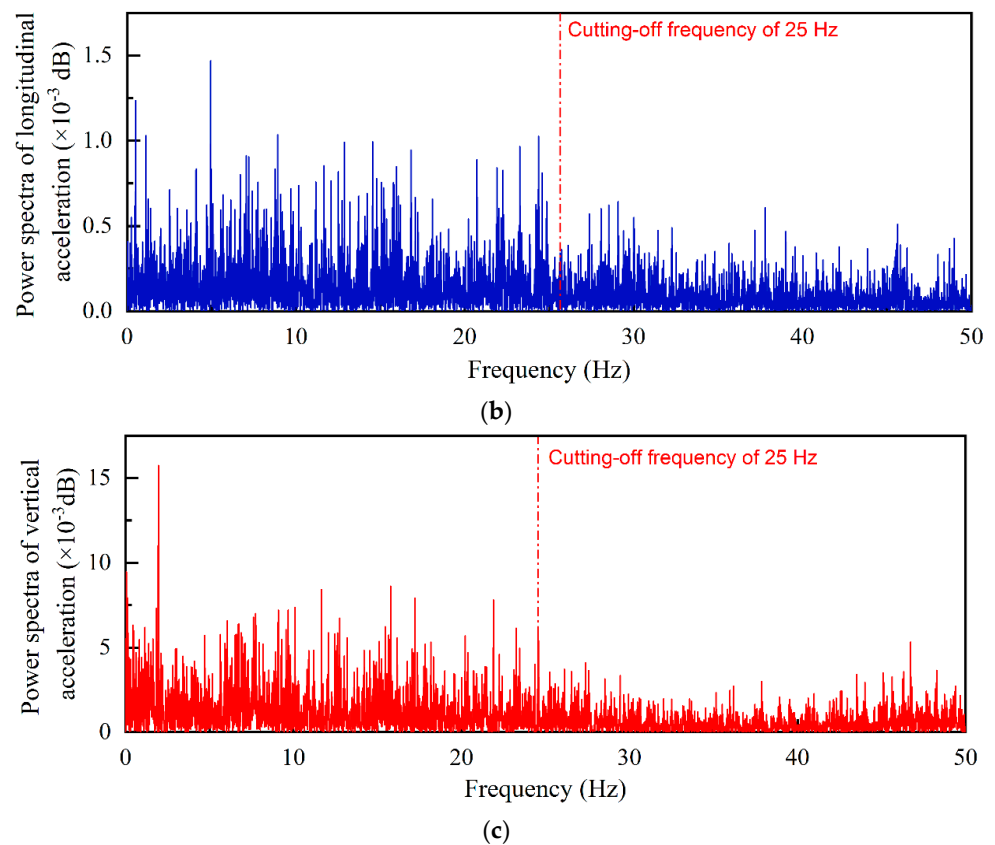 Power spectra of longitudinal
acceleration (×10⁻³ dB)
1.5
1.0
0.5
0.0
Cutting-off frequency of 25 Hz
0 10 20 30 40 50
Frequency (Hz)
(b)
Power spectra of vertical
acceleration (×10⁻³dB)
15
10
5
0
Cutting-off frequency of 25 Hz
0 10 20 30 40 50
Frequency (Hz)
(c)